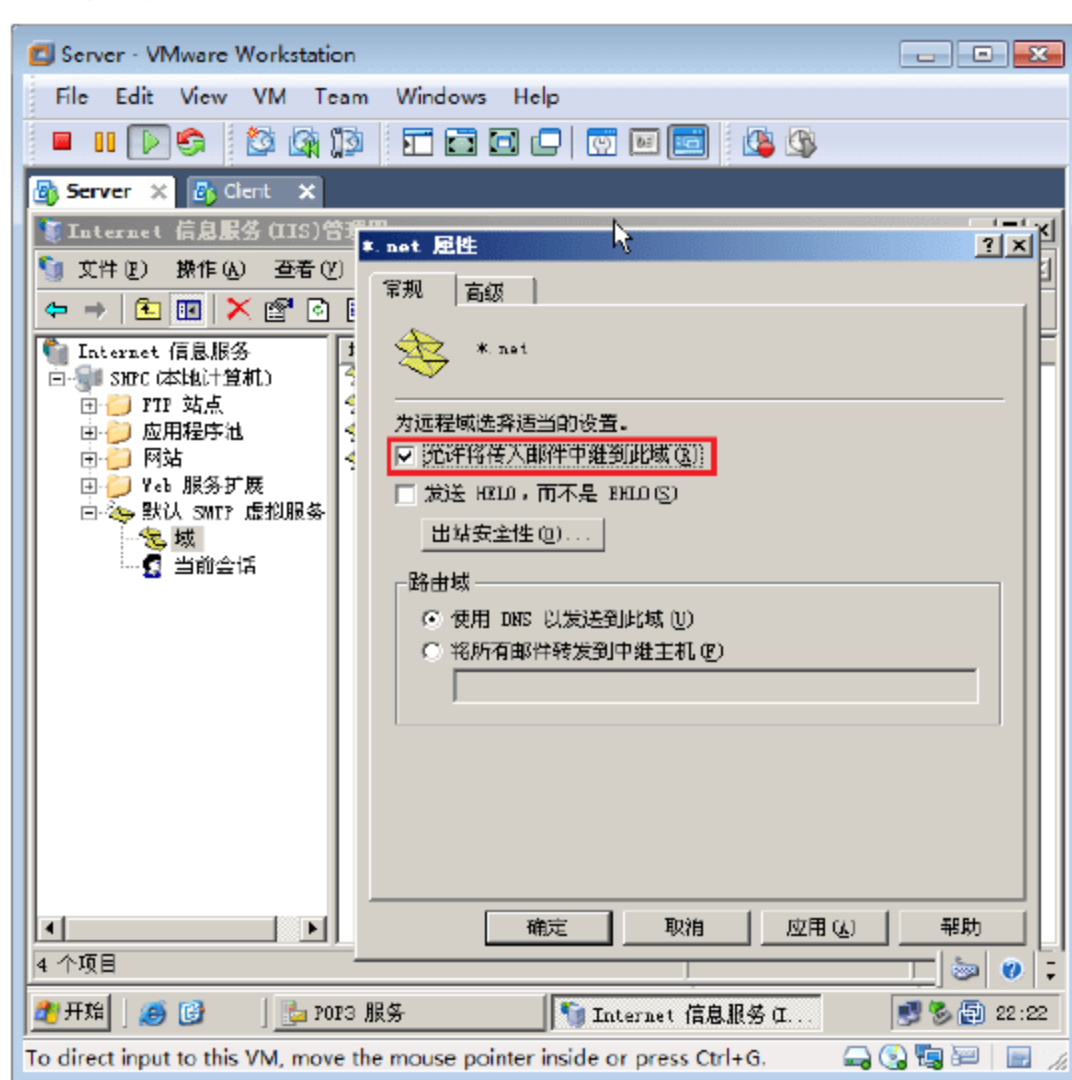 Server - VMware Workstation
File Edit View VM Team Windows Help
Server Client
Internet 信息服务(IIS)管理
文件(F) 操作(A) 查看(V)
Internet 信息服务
(本地计算机)
FTP 站点
应用程序池
网站
Web 服务扩展
默认 SMTP 虚拟服务
域
当前会话
*.net 属性
常规 高级
*.net
为远程域选择适当的设置。
允许将传入邮件中继到此域(R)
发送 HELO，而不是 EHLO(S)
出站安全性(O)...
路由域
使用 DNS 以发送到此域(U)
将所有邮件转发到中继主机(F)
确定 取消 应用(A) 帮助
4 个项目
开始 POP3 服务 Internet 信息服务(I... 22:22
To direct input to this VM, move the mouse pointer inside or press Ctrl+G.